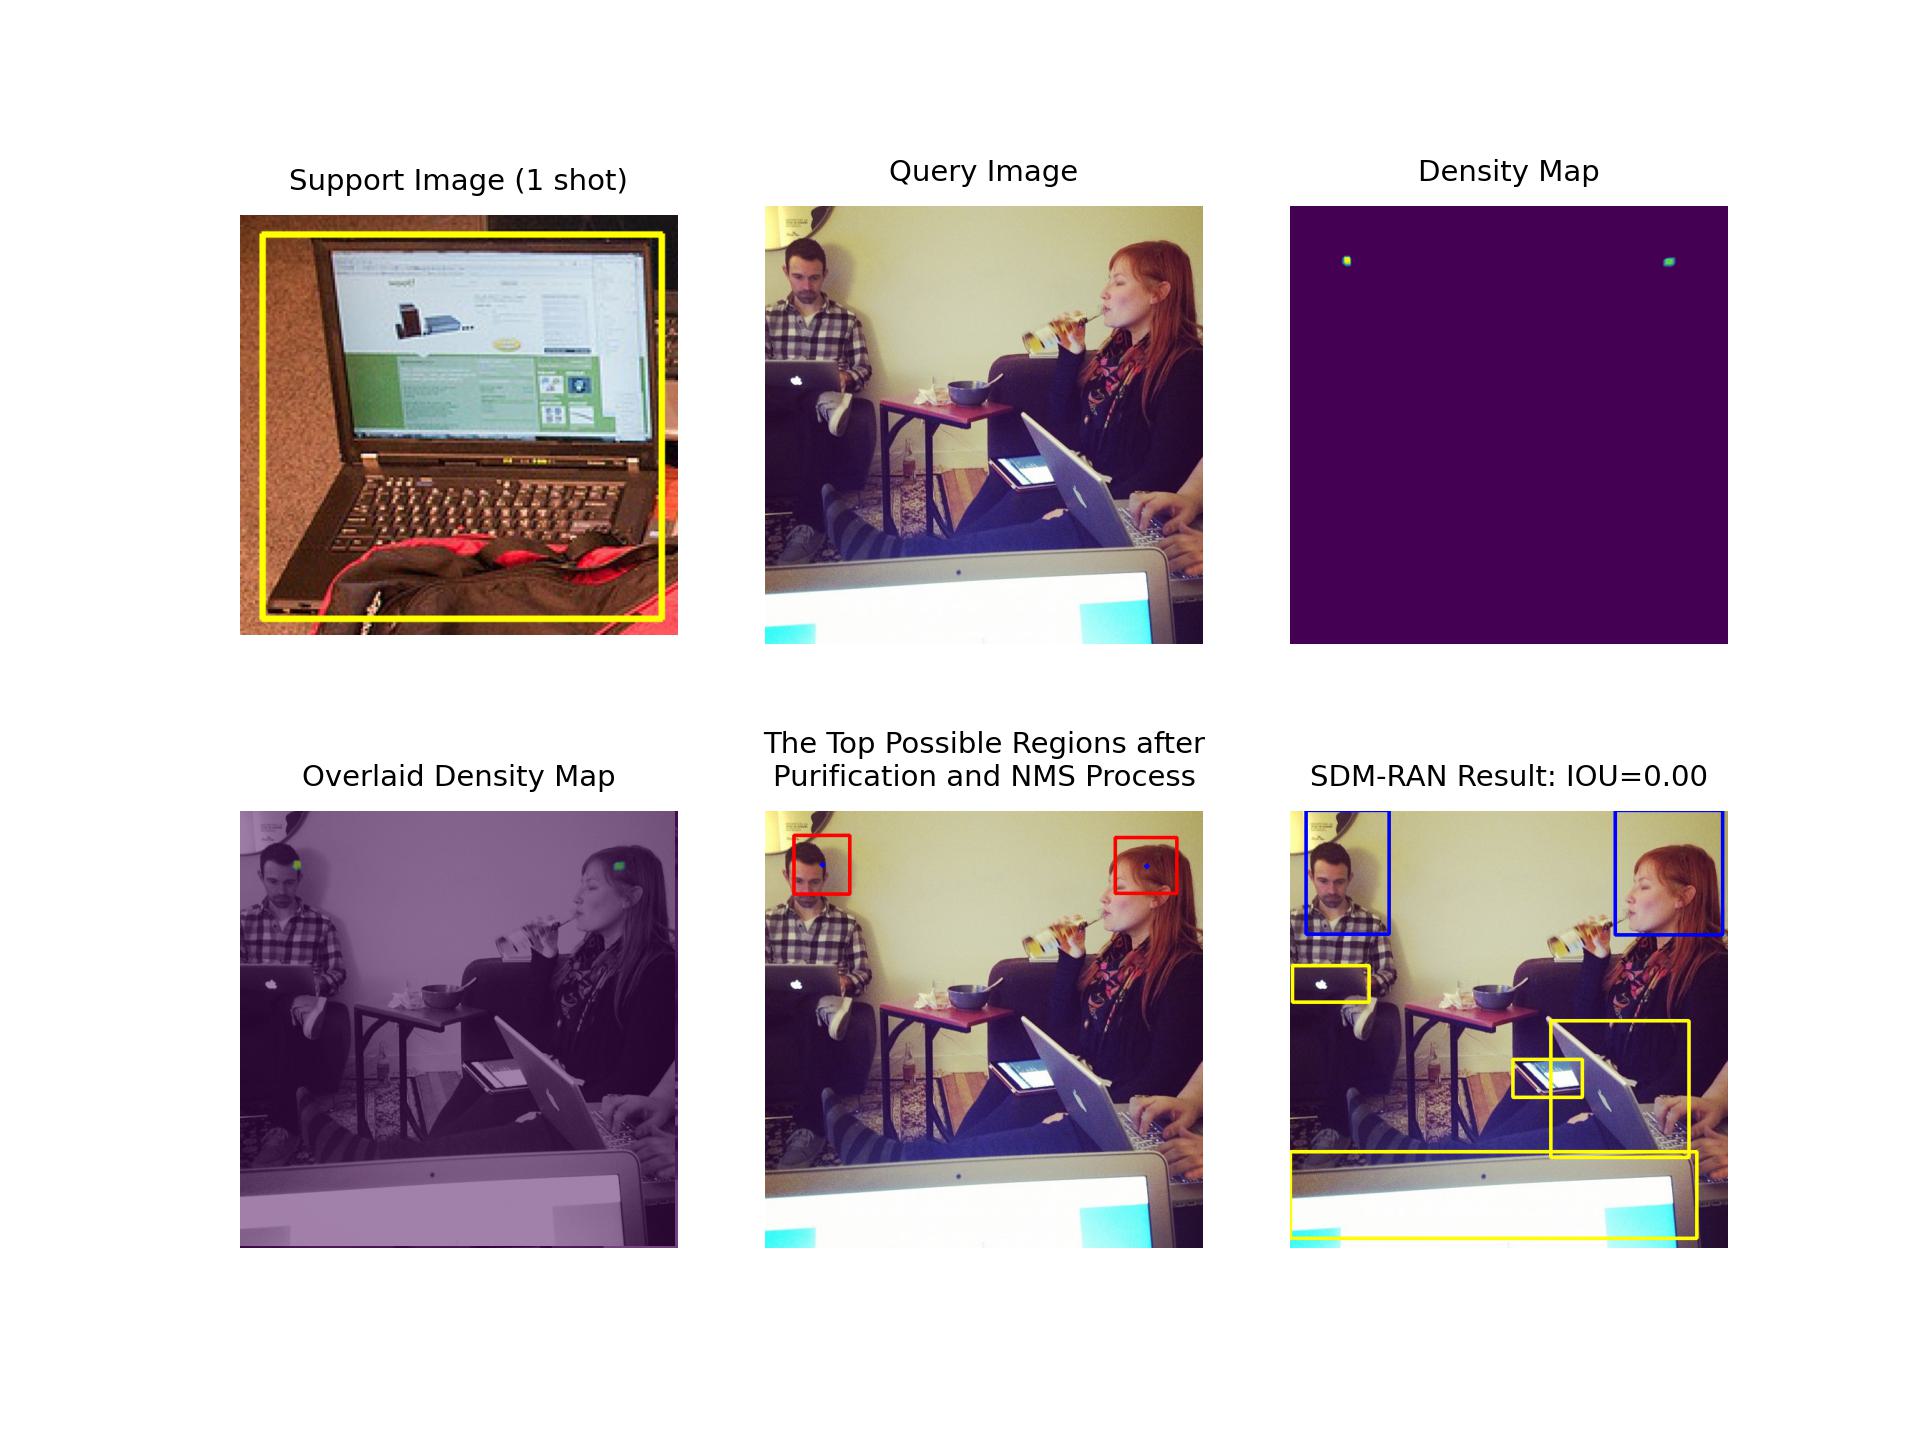 Support Image (1 shot)
Query Image
Density Map
woot!
Overlaid Density Map
The Top Possible Regions after
Purification and NMS Process
SDM-RAN Result: IOU=0.00